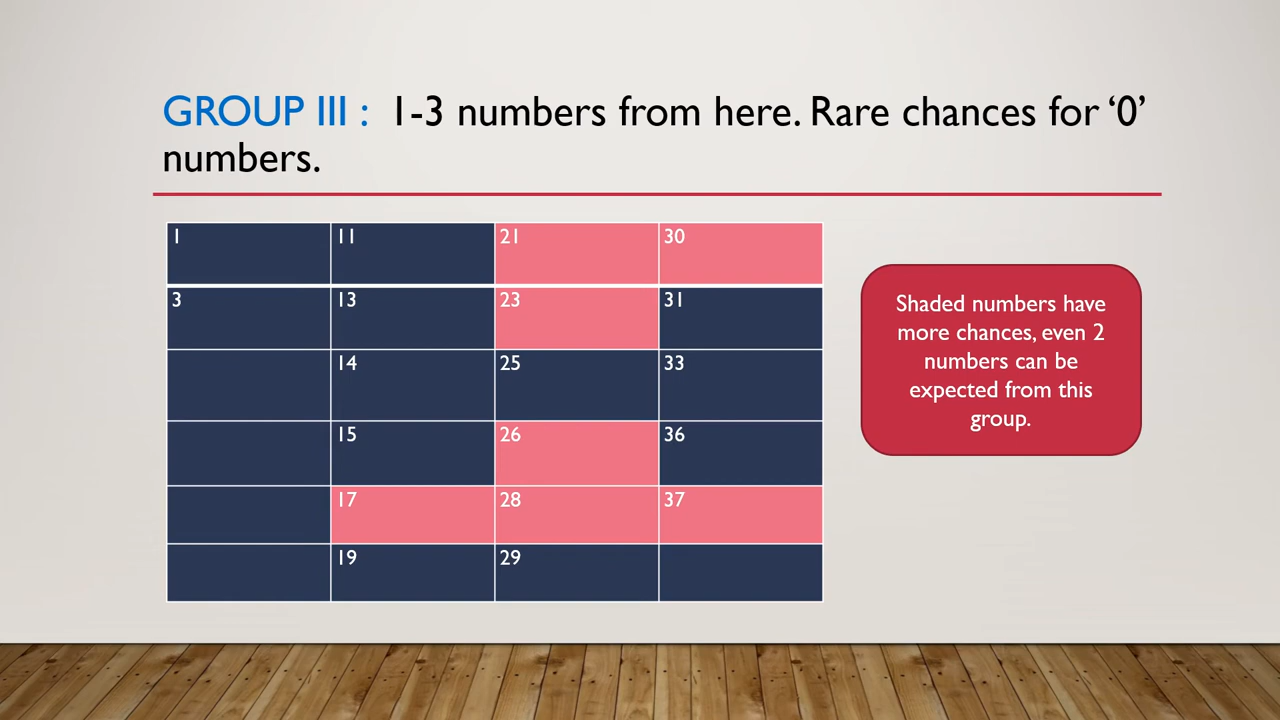 GROUP III :  1-3 numbers from here. Rare chances for ‘0’
numbers.
1 11 21 30
3 13 23 31
14 25 33
15 26 36
17 28 37
19 29
Shaded numbers have
more chances, even 2
numbers can be
expected from this
group.